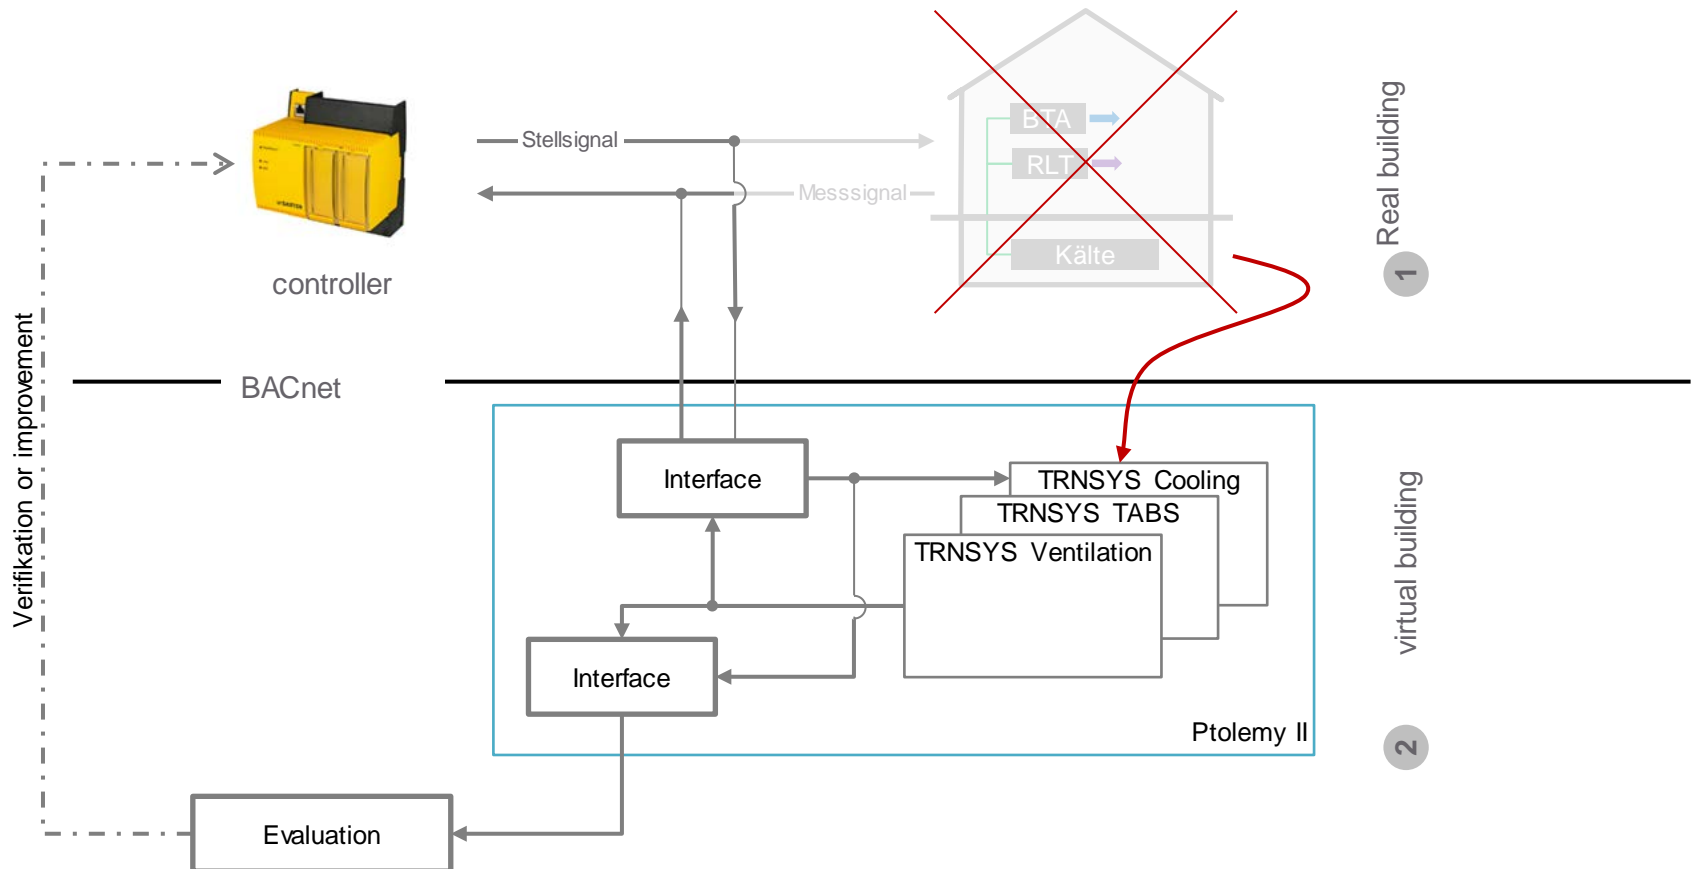 BTA
Stellsignal
RLT
Messsignal
Real building
1
Kälte
SAUTER
controller
BACnet
Verifikation or improvement
Interface
TRNSYS Cooling
TRNSYS TABS
TRNSYS Ventilation
virtual building
Interface
Ptolemy II
2
Evaluation